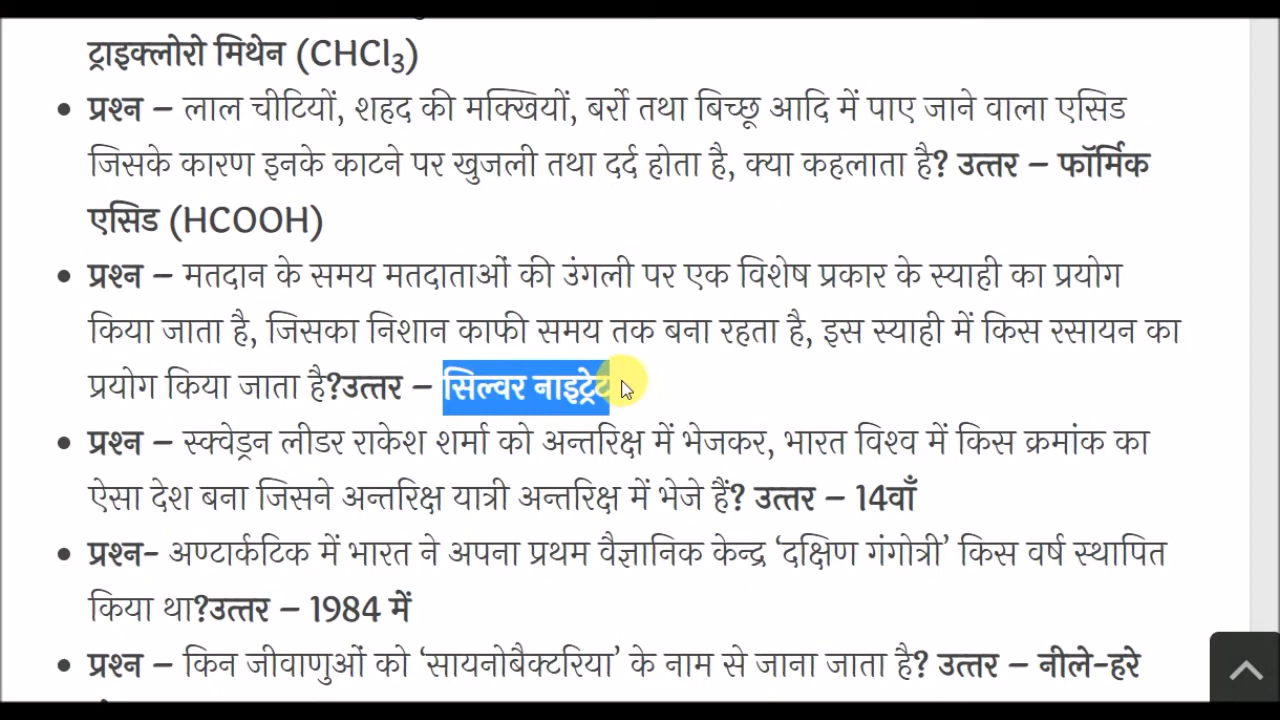 ट्राइक्लोरो मिथेन (CHCl₃)
• प्रश्न – लाल चीटियों, शहद की मक्खियों, बर्रो तथा बिच्छू आदि में पाए जाने वाला एसिड
जिसके कारण इनके काटने पर खुजली तथा दर्द होता है, क्या कहलाता है? उत्तर – फॉर्मिक
एसिड (HCOOH)
• प्रश्न – मतदान के समय मतदाताओं की उंगली पर एक विशेष प्रकार के स्याही का प्रयोग
किया जाता है, जिसका निशान काफी समय तक बना रहता है, इस स्याही में किस रसायन का
प्रयोग किया जाता है?उत्तर – सिल्वर नाइट्रेट
• प्रश्न – स्क्वेड्रन लीडर राकेश शर्मा को अन्तरिक्ष में भेजकर, भारत विश्व में किस क्रमांक का
ऐसा देश बना जिसने अन्तरिक्ष यात्री अन्तरिक्ष में भेजे हैं? उत्तर – 14वाँ
• प्रश्न- अण्टार्कटिक में भारत ने अपना प्रथम वैज्ञानिक केन्द्र ‘दक्षिण गंगोत्री’ किस वर्ष स्थापित
किया था?उत्तर – 1984 में
• प्रश्न – किन जीवाणुओं को ‘सायनोबैक्टरिया’ के नाम से जाना जाता है? उत्तर – नीले-हरे